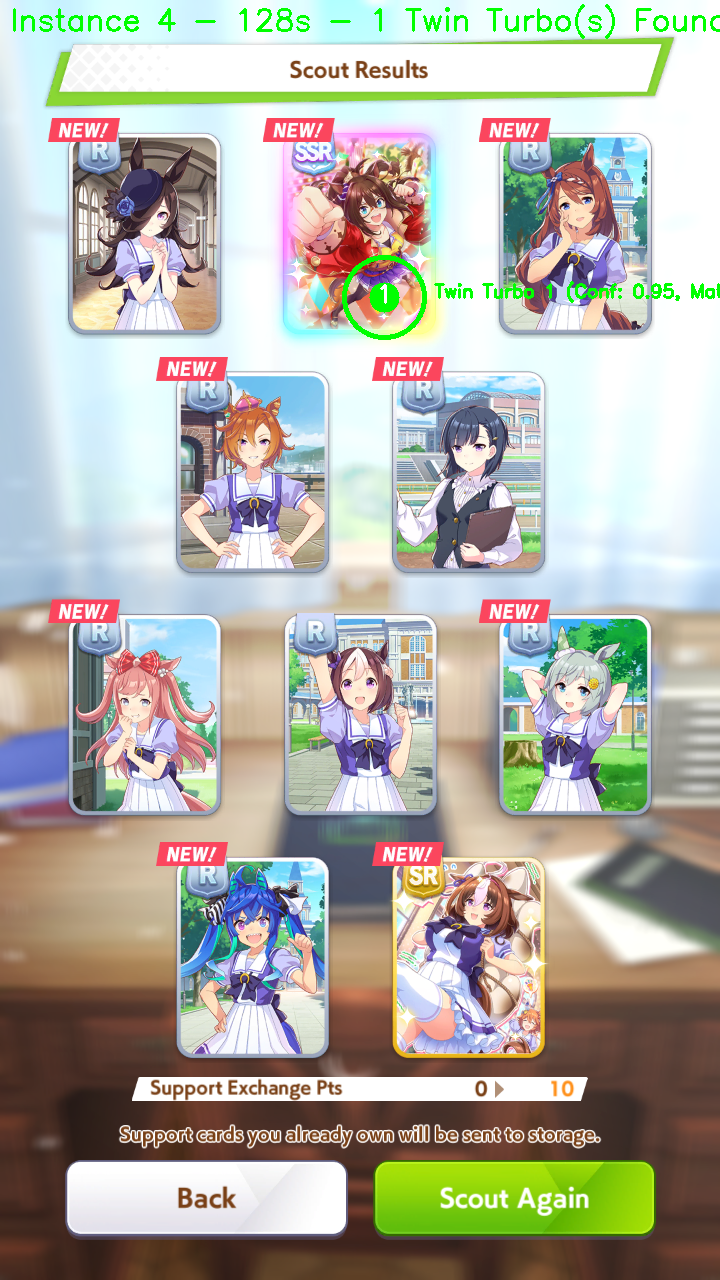 Instance 4 - 128s - 1 Twin Turbo(s) Found
Scout Results
NEW! NEW! NEW!
R SSR R
1 Twin Turbo 1 (Conf: 0.95, Mat
NEW! NEW!
R R
NEW! NEW!
R R R
NEW! NEW!
R SR
Support Exchange Pts 0 10
Support cards you already own will be sent to storage.
Back Scout Again